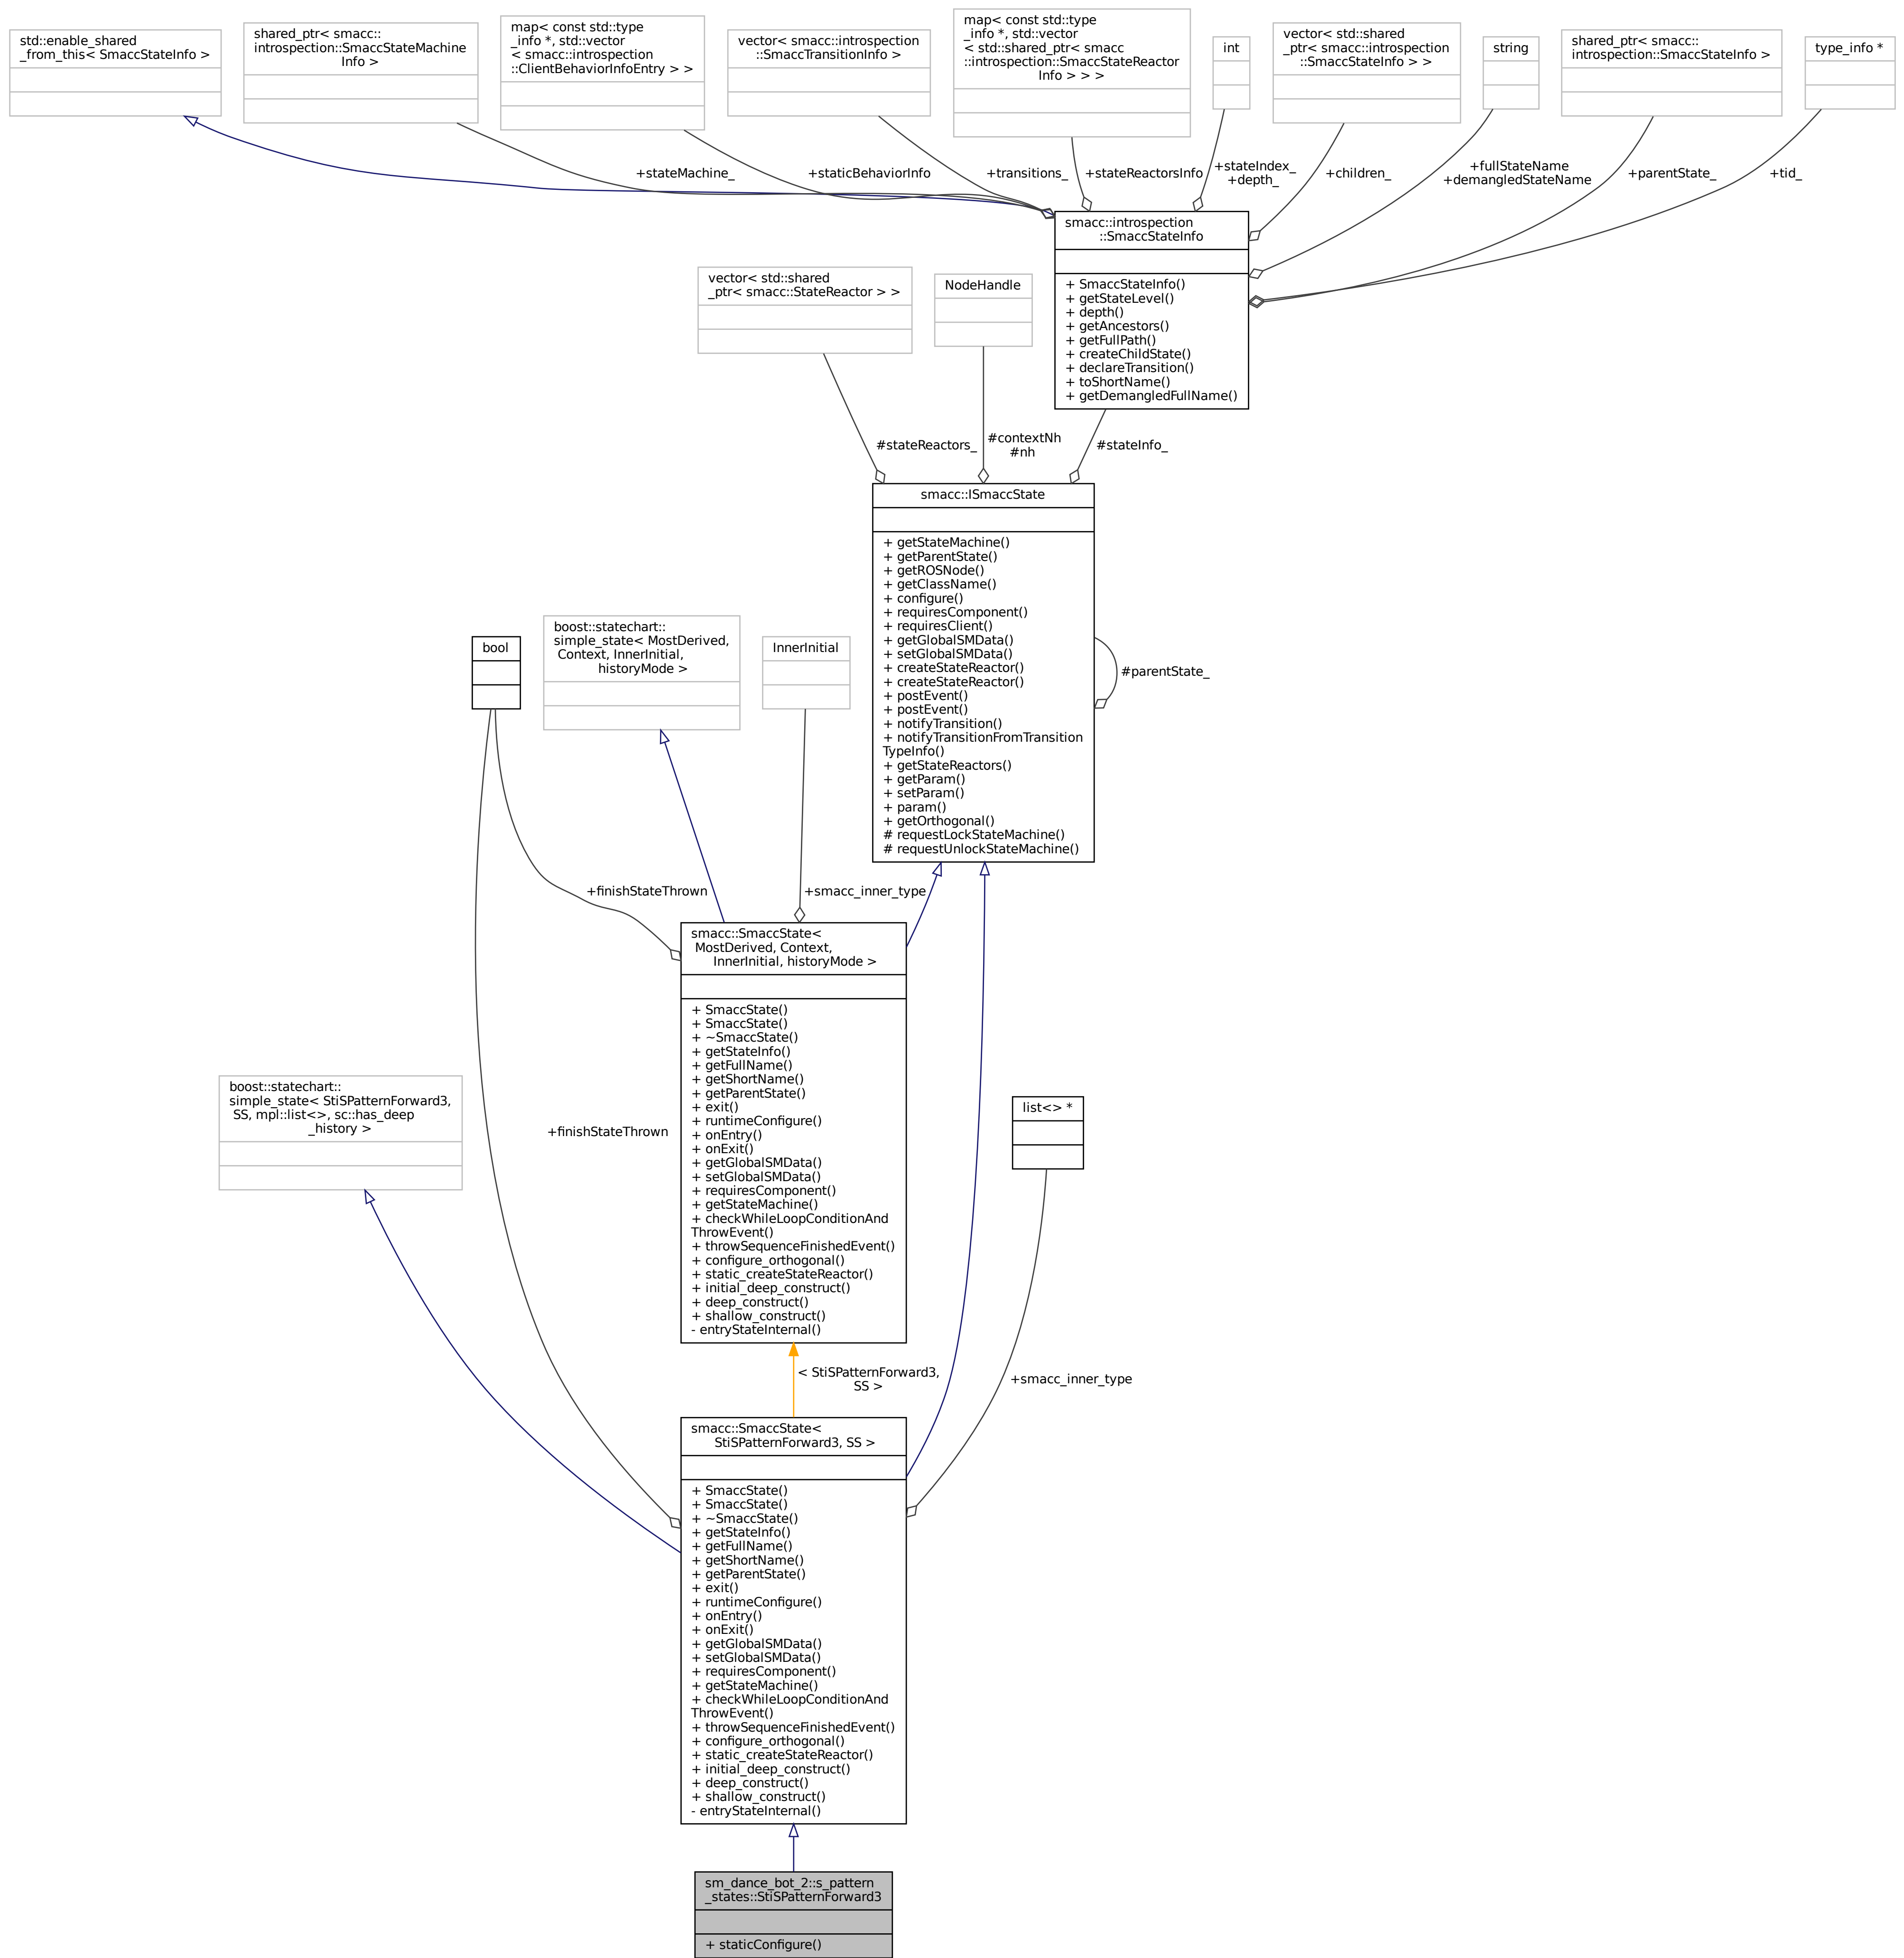 std::enable_shared
_from_this< SmaccStateInfo >
shared_ptr< smacc::
introspection::SmaccStateMachine
Info >
map< const std::type
_info *, std::vector
< smacc::introspection
::ClientBehaviorInfoEntry > >
vector< smacc::introspection
::SmaccTransitionInfo >
map< const std::type
_info *, std::vector
< std::shared_ptr< smacc
::introspection::SmaccStateReactor
Info > > >
int
vector< std::shared
_ptr< smacc::introspection
::SmaccStateInfo > >
string
shared_ptr< smacc::
introspection::SmaccStateInfo >
type_info *
+stateMachine_
+staticBehaviorInfo
+transitions_
+stateReactorsInfo
+stateIndex_
+depth_
+children_
+fullStateName
+demangledStateName
+parentState_
+tid_
smacc::introspection
::SmaccStateInfo
+ SmaccStateInfo()
+ getStateLevel()
+ depth()
+ getAncestors()
+ getFullPath()
+ createChildState()
+ declareTransition()
+ toShortName()
+ getDemangledFullName()
vector< std::shared
_ptr< smacc::StateReactor > >
NodeHandle
#stateReactors_
#contextNh
#nh
#stateInfo_
smacc::ISmaccState
+ getStateMachine()
+ getParentState()
+ getROSNode()
+ getClassName()
+ configure()
+ requiresComponent()
+ requiresClient()
+ getGlobalSMData()
+ setGlobalSMData()
+ createStateReactor()
+ createStateReactor()
+ postEvent()
+ postEvent()
+ notifyTransition()
+ notifyTransitionFromTransition
TypeInfo()
+ getStateReactors()
+ getParam()
+ setParam()
+ param()
+ getOrthogonal()
# requestLockStateMachine()
# requestUnlockStateMachine()
#parentState_
bool
boost::statechart::
simple_state< MostDerived,
Context, InnerInitial,
historyMode >
InnerInitial
+finishStateThrown
+smacc_inner_type
smacc::SmaccState<
MostDerived, Context,
InnerInitial, historyMode >
+ SmaccState()
+ SmaccState()
+ ~SmaccState()
+ getStateInfo()
+ getFullName()
+ getShortName()
+ getParentState()
+ exit()
+ runtimeConfigure()
+ onEntry()
+ onExit()
+ getGlobalSMData()
+ setGlobalSMData()
+ requiresComponent()
+ getStateMachine()
+ checkWhileLoopConditionAnd
ThrowEvent()
+ throwSequenceFinishedEvent()
+ configure_orthogonal()
+ static_createStateReactor()
+ initial_deep_construct()
+ deep_construct()
+ shallow_construct()
- entryStateInternal()
boost::statechart::
simple_state< StiSPatternForward3,
SS, mpl::list<>, sc::has_deep
_history >
+finishStateThrown
list<> *
< StiSPatternForward3,
SS >
+smacc_inner_type
smacc::SmaccState<
StiSPatternForward3, SS >
+ SmaccState()
+ SmaccState()
+ ~SmaccState()
+ getStateInfo()
+ getFullName()
+ getShortName()
+ getParentState()
+ exit()
+ runtimeConfigure()
+ onEntry()
+ onExit()
+ getGlobalSMData()
+ setGlobalSMData()
+ requiresComponent()
+ getStateMachine()
+ checkWhileLoopConditionAnd
ThrowEvent()
+ throwSequenceFinishedEvent()
+ configure_orthogonal()
+ static_createStateReactor()
+ initial_deep_construct()
+ deep_construct()
+ shallow_construct()
- entryStateInternal()
sm_dance_bot_2::s_pattern
_states::StiSPatternForward3
+ staticConfigure()